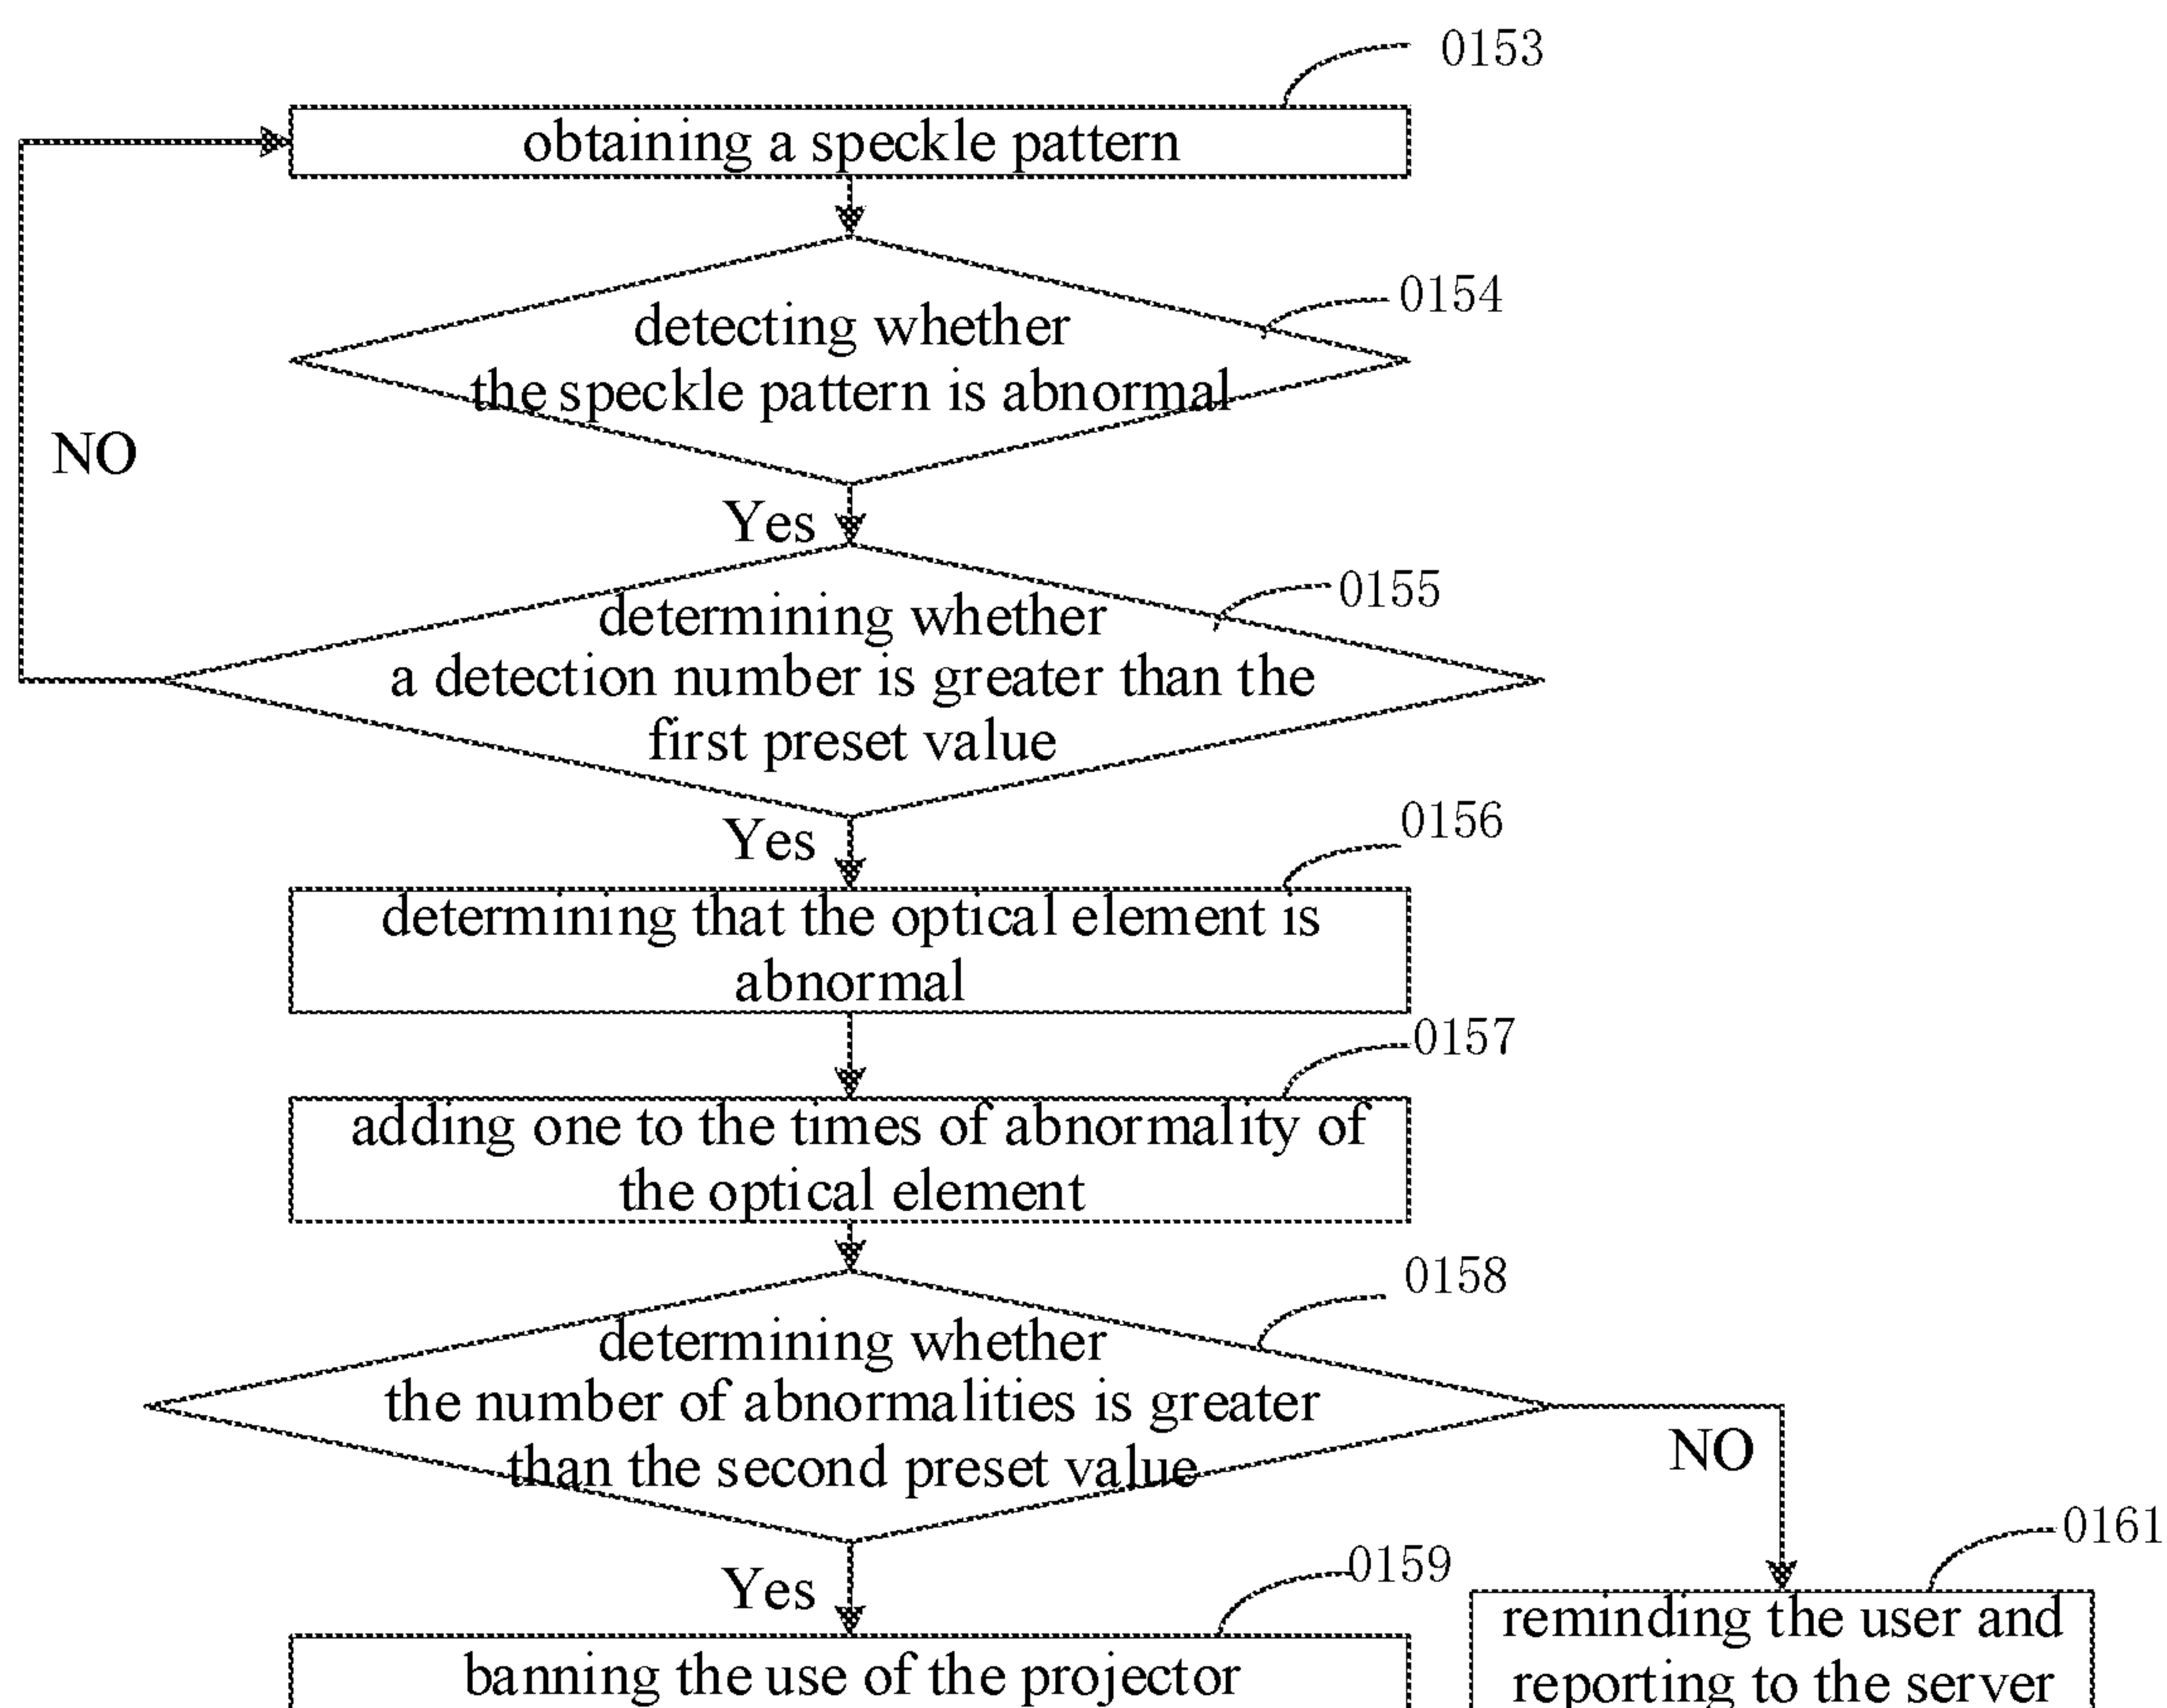 0153
obtaining a speckle pattern
0154
detecting whether
the speckle pattern is abnormal
NO
Yes
0155
determining whether
a detection number is greater than the
first preset value
Yes
0156
determining that the optical element is
abnormal
0157
adding one to the times of abnormality of
the optical element
0158
determining whether
the number of abnormalities is greater
than the second preset value
NO
Yes
0159
banning the use of the projector
0161
reminding the user and
reporting to the server